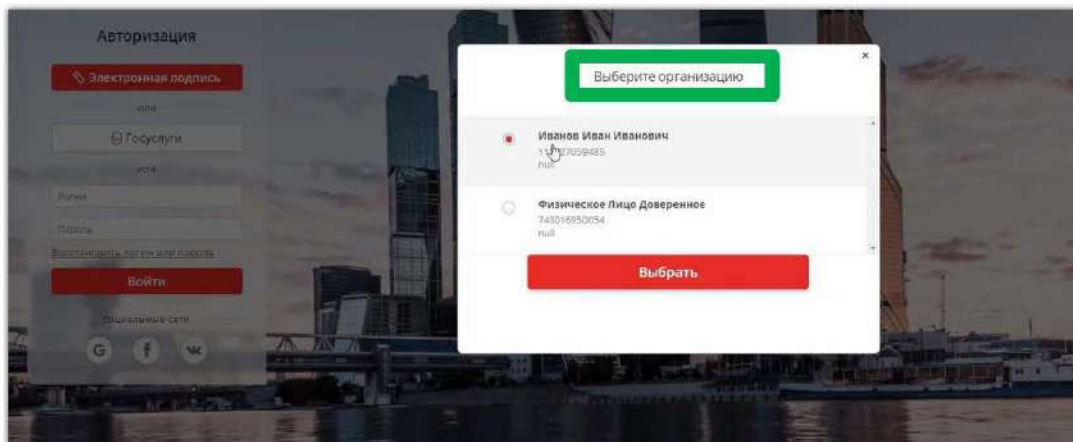 Авторизация
Электронная подпись
или
Госуслуги
или
Логин
Пароль
Восстановить логин или пароль
Войти
Социальные сети
G f
×
Выберите организацию
Иванов Иван Иванович
null
Физическое Лицо Доверенное
null
Выбрать